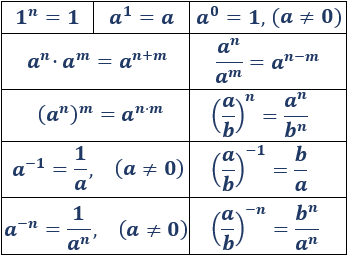 1ⁿ = 1 a¹ = a a⁰ = 1, (a ≠ 0)
aⁿ · aᵐ = aⁿ⁺ᵐ aⁿ/aᵐ = aⁿ⁻ᵐ
(aⁿ)ᵐ = aⁿ·ᵐ (a/b)ⁿ = aⁿ/bⁿ
a⁻¹ = 1/a, (a ≠ 0) (a/b)⁻¹ = b/a
a⁻ⁿ = 1/aⁿ, (a ≠ 0) (a/b)⁻ⁿ = bⁿ/aⁿ